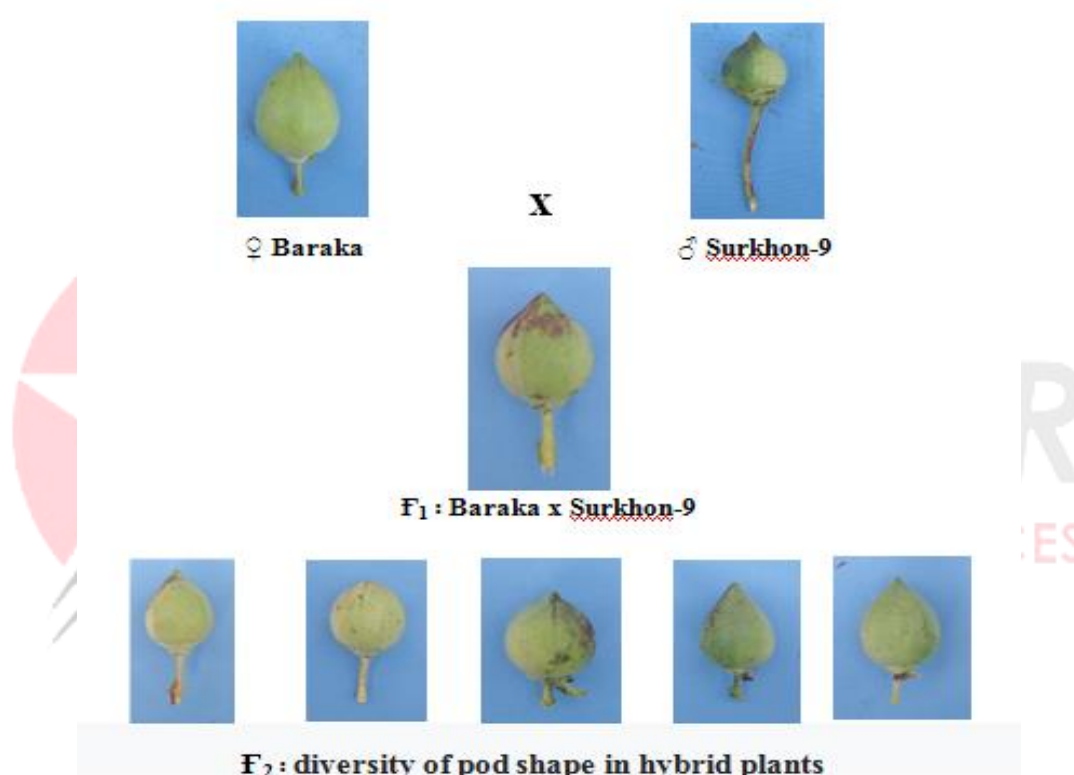 X
♀ Baraka
♂ Surkhon-9
F₁ : Baraka x Surkhon-9
F₂ : diversity of pod shape in hybrid plants